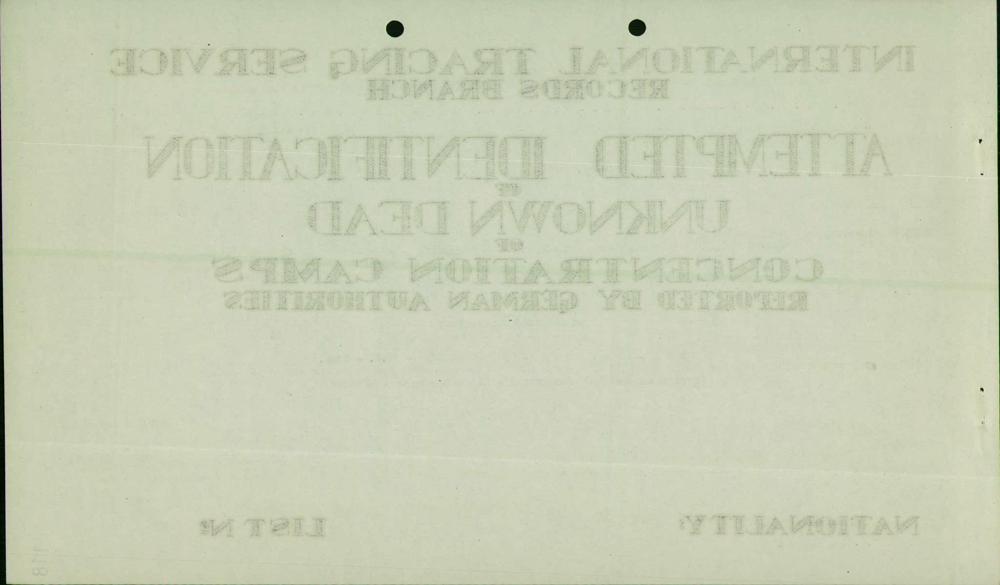 INTERNATIONAL TRACING SERVICE
RECORDS BRANCH
ATTEMPTED IDENTIFICATION
OF
UNKNOWN DEAD
OF
CONCENTRATION CAMPS
REPORTED BY GERMAN AUTHORITIES
NATIONALITY: LIST Nº
118